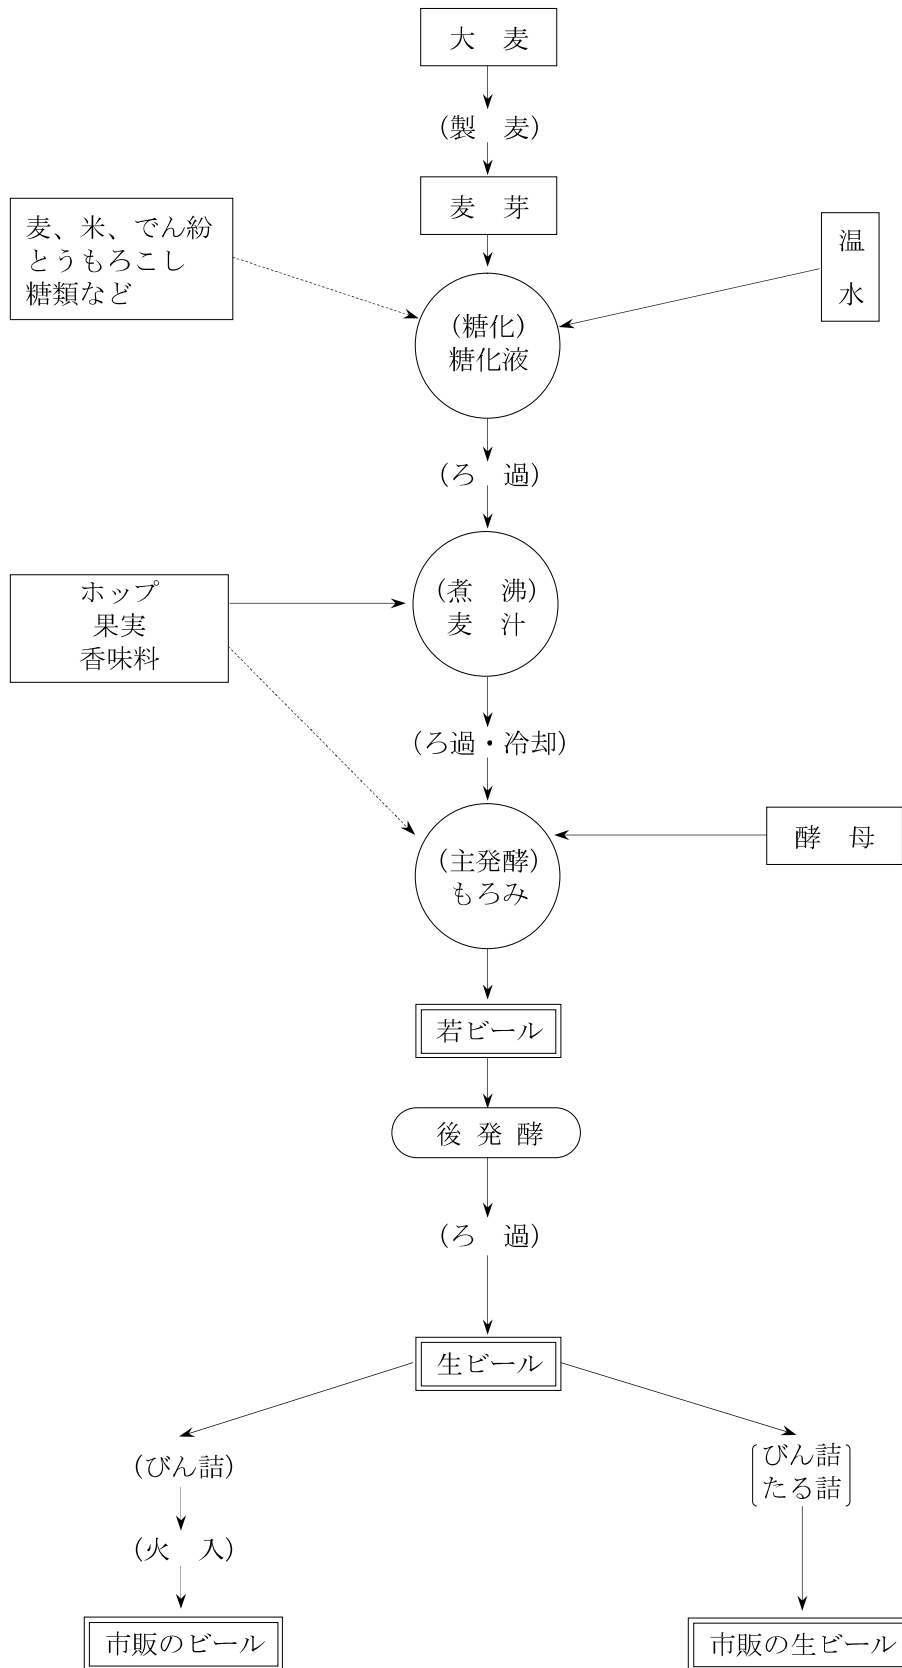 大　麦
（製　麦）
麦　芽
麦、米、でん紛
とうもろこし
糖類など
温
水
（糖化）
糖化液
（ろ　過）
ホップ
果実
香味料
（煮　沸）
麦　汁
（ろ過・冷却）
（主発酵）
もろみ
酵　母
若ビール
後 発 酵
（ろ　過）
生ビール
（びん詰）
（火　入）
市販のビール
びん詰
たる詰
市販の生ビール